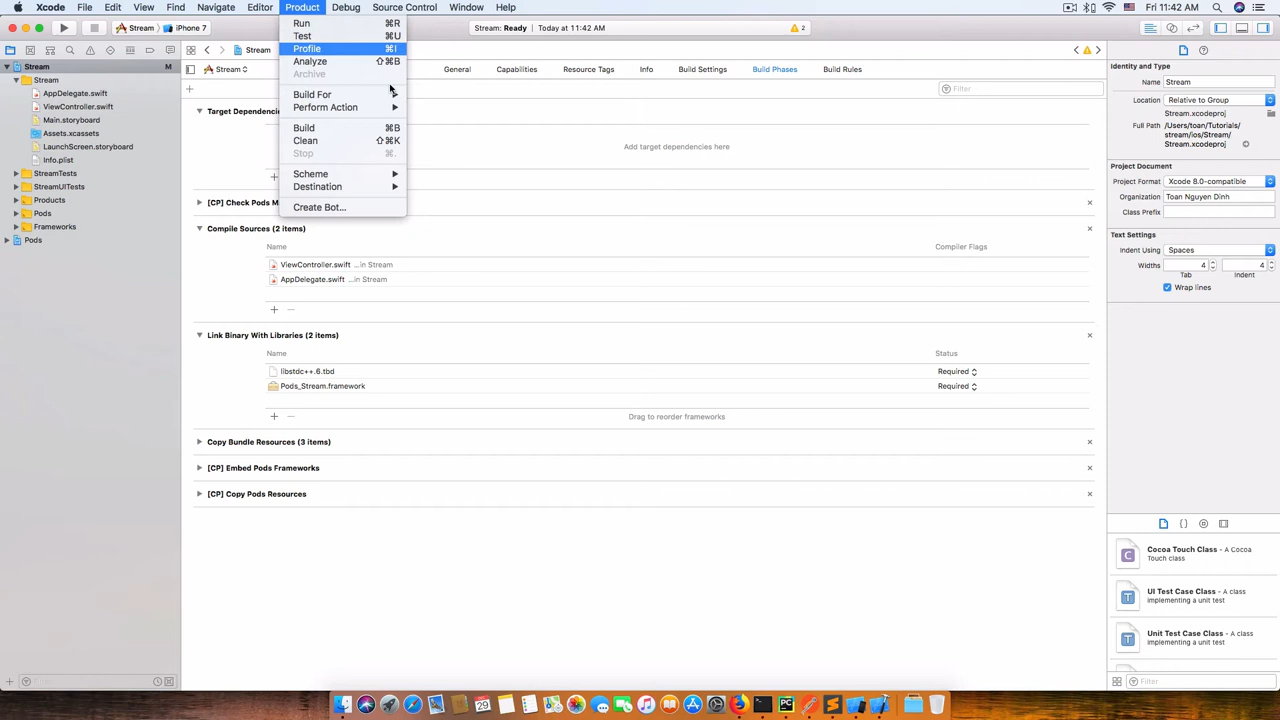 Xcode File Edit View Find Navigate Editor Product Debug Source Control Window Help
Fri 11:42 AM
Stream iPhone 7
Stream: Ready Today at 11:42 AM
2
Run ⌘R
Test ⌘U
Profile ⌘I
Analyze ⇧⌘B
Archive
Build For
Perform Action
Build ⌘B
Clean ⇧⌘K
Stop ⌘.
Scheme
Destination
Create Bot...
Stream M
Stream
AppDelegate.swift
ViewController.swift
Main.storyboard
Assets.xcassets
LaunchScreen.storyboard
Info.plist
StreamTests
StreamUITests
Products
Pods
Frameworks
Pods
Stream
Stream
General Capabilities Resource Tags Info Build Settings Build Phases Build Rules
Filter
Target Dependenci
Add target dependencies here
[CP] Check Pods M
Compile Sources (2 items)
Name Compiler Flags
ViewController.swift ...in Stream
AppDelegate.swift ...in Stream
Link Binary With Libraries (2 items)
Name Status
libstdc++.6.tbd Required
Pods_Stream.framework Required
Drag to reorder frameworks
Copy Bundle Resources (3 items)
[CP] Embed Pods Frameworks
[CP] Copy Pods Resources
Identity and Type
Name Stream
Location Relative to Group
Stream.xcodeproj
Full Path /Users/toan/Tutorials/
stream/ios/Stream/
Stream.xcodeproj
Project Document
Project Format Xcode 8.0-compatible
Organization Toan Nguyen Dinh
Class Prefix
Text Settings
Indent Using Spaces
Widths 4 4
Tab Indent
Wrap lines
Cocoa Touch Class - A Cocoa
Touch class
UI Test Case Class - A class
implementing a unit test
Unit Test Case Class - A class
implementing a unit test
Filter